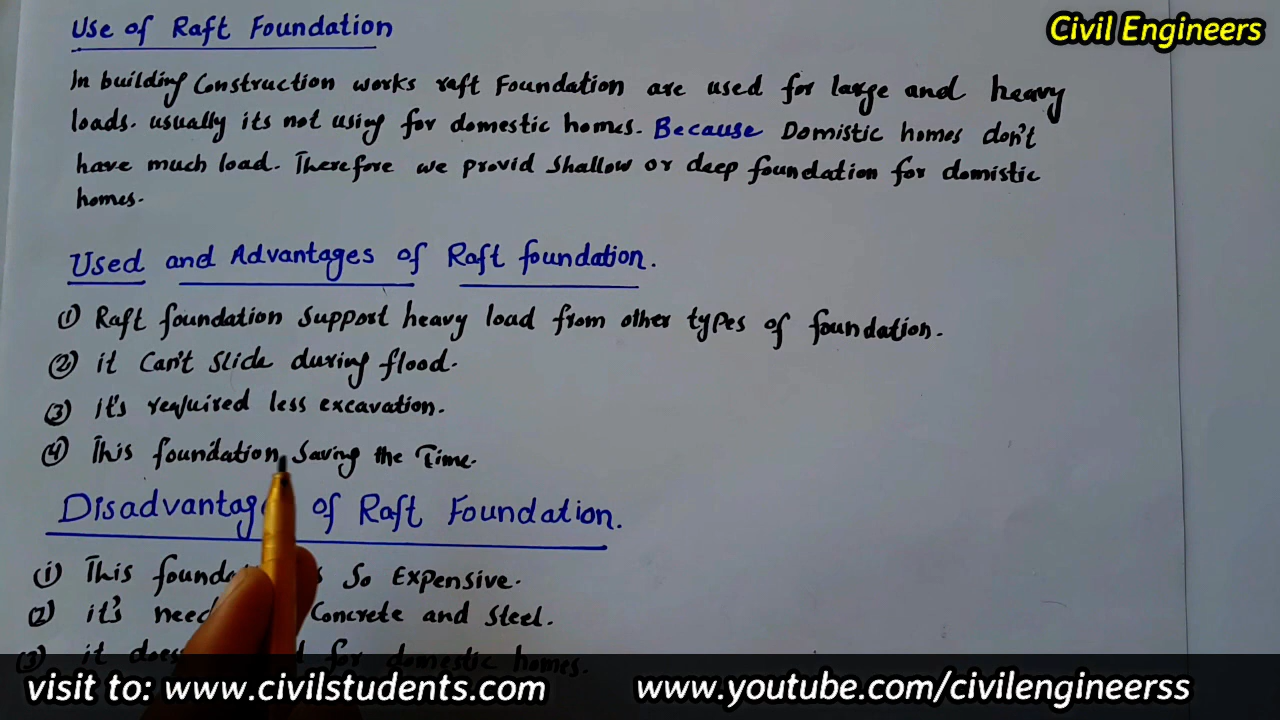 Use of Raft Foundation
Civil Engineers
In building Construction works raft Foundation are used for large and heavy
loads. usually its not using for domestic homes. Because Domistic homes don't
have much load. Therefore we provid Shallow or deep foundation for domistic
homes.
Used and Advantages of Raft foundation.
(1) Raft foundation Support heavy load from other types of foundation.
(2) it Can't Slide during flood.
(3) it's required less excavation.
(4) This foundation Saving the Time.
Disadvantag of Raft Foundation.
(1) This So Expensive.
(2) it's Concrete and Steel.
(3) it for domestic homes.
visit to: www.civilstudents.com
www.youtube.com/civilengineerss